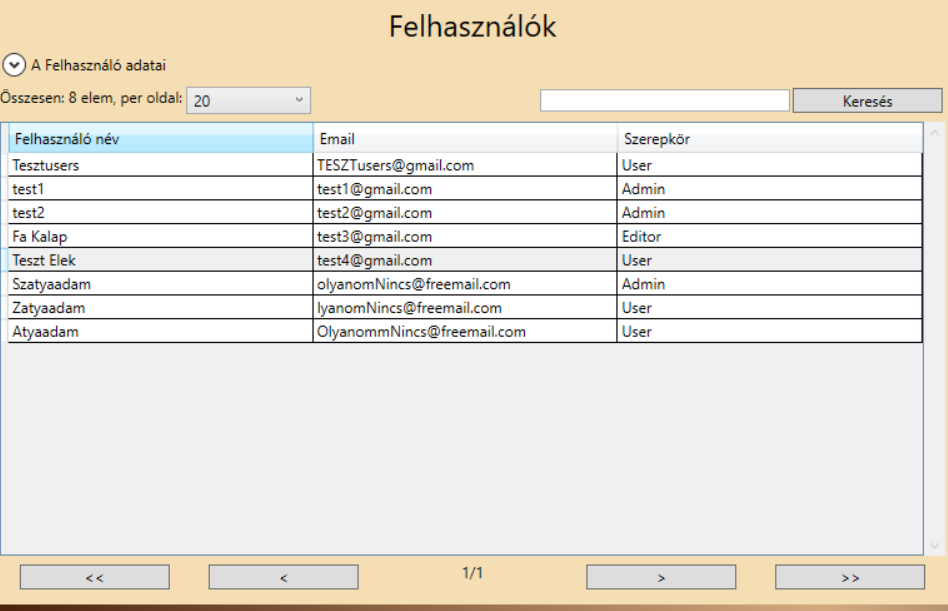 Felhasználók
A Felhasználó adatai
Összesen: 8 elem, per oldal: 20 Keresés
Felhasználó név Email Szerepkör
Tesztusers TESZTusers@gmail.com User
test1 test1@gmail.com Admin
test2 test2@gmail.com Admin
Fa Kalap test3@gmail.com Editor
Teszt Elek test4@gmail.com User
Szatyaadam olyanomNincs@freemail.com Admin
Zatyaadam lyanomNincs@freemail.com User
Atyaadam OlyanommNincs@freemail.com User
<< < 1/1 > >>